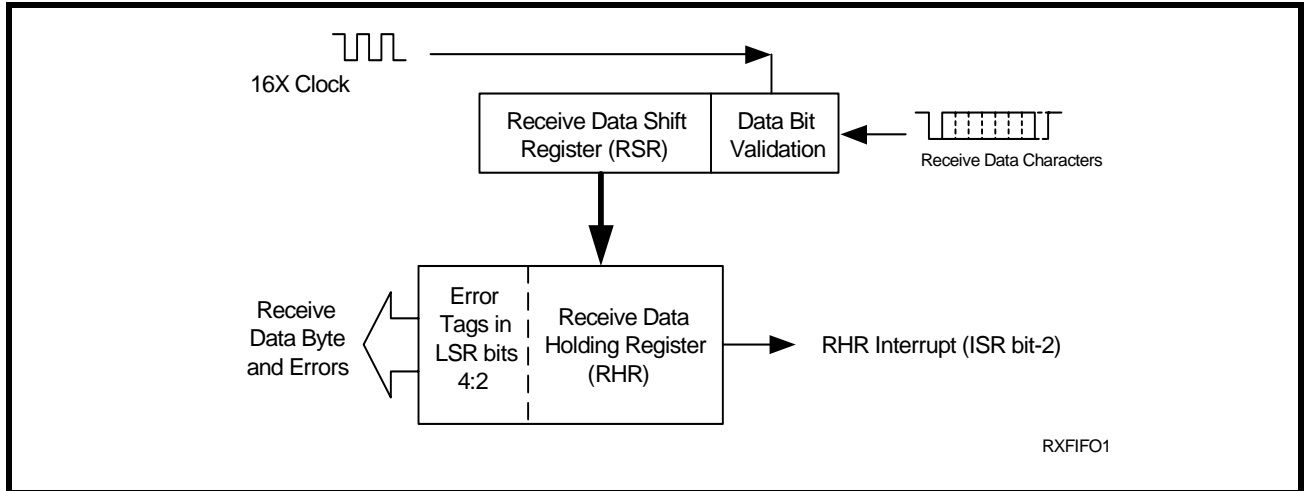 16X Clock
Receive Data Shift
Register (RSR)
Data Bit
Validation
Receive Data Characters
Receive
Data Byte
and Errors
Error
Tags in
LSR bits
4:2
Receive Data
Holding Register
(RHR)
RHR Interrupt (ISR bit-2)
RXFIFO1